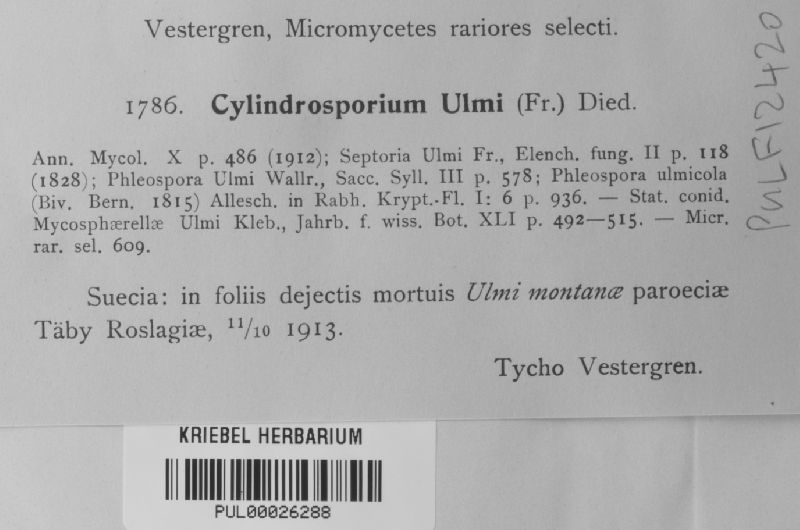 Vestergren, Micromycetes rariores selecti.
1786. Cylindrosporium Ulmi (Fr.) Died.
Ann. Mycol. X p. 486 (1912); Septoria Ulmi Fr., Elench. fung. II p. 118
(1828); Phleospora Ulmi Wallr., Sacc. Syll. III p. 578; Phleospora ulmicola
(Biv. Bern. 1815) Allesch. in Rabh. Krypt.-Fl. I: 6 p. 936. — Stat. conid.
Mycosphærellæ Ulmi Kleb., Jahrb. f. wiss. Bot. XLI p. 492—515. — Micr.
rar. sel. 609.
Suecia: in foliis dejectis mortuis Ulmi montanæ paroeciæ
Täby Roslagiæ, 11/10 1913.
Tycho Vestergren.
PULF12420
KRIEBEL HERBARIUM
PUL00026288